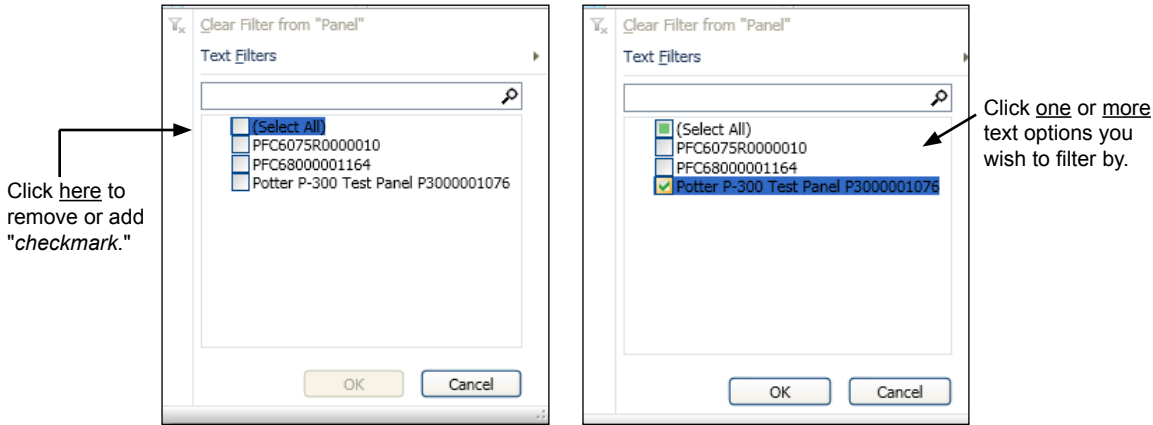 Clear Filter from "Panel"
Text Filters
(Select All)
PFC6075R0000010
PFC68000001164
Potter P-300 Test Panel P3000001076
OK
Cancel
Click here to
remove or add
"checkmark."
Clear Filter from "Panel"
Text Filters
(Select All)
PFC6075R0000010
PFC68000001164
Potter P-300 Test Panel P3000001076
OK
Cancel
Click one or more
text options you
wish to filter by.